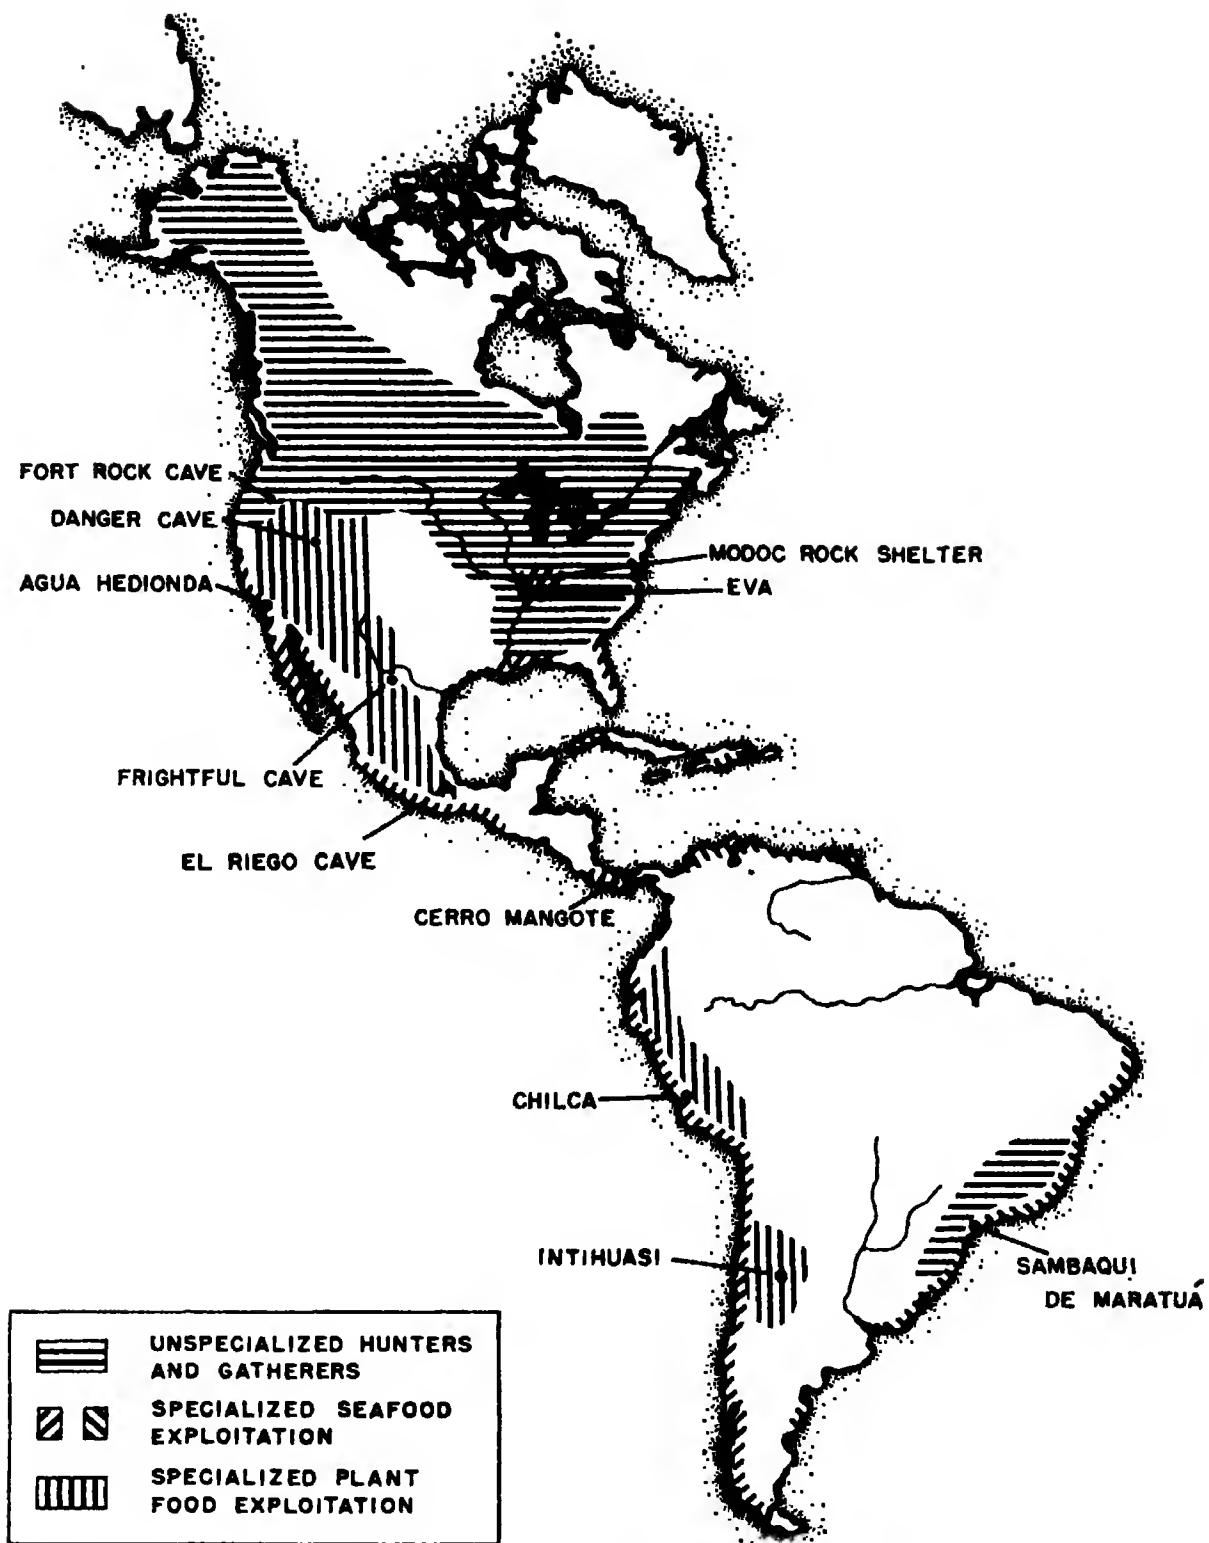 FORT ROCK CAVE
DANGER CAVE
AGUA HEDIONDA
MODOC ROCK SHELTER
EVA
FRIGHTFUL CAVE
EL RIEGO CAVE
CERRO MANGOTE
CHILCA
INTIHUASI
SAMBAQUI
DE MARATUÁ
UNSPECIALIZED HUNTERS
AND GATHERERS
SPECIALIZED SEAFOOD
EXPLOITATION
SPECIALIZED PLANT
FOOD EXPLOITATION